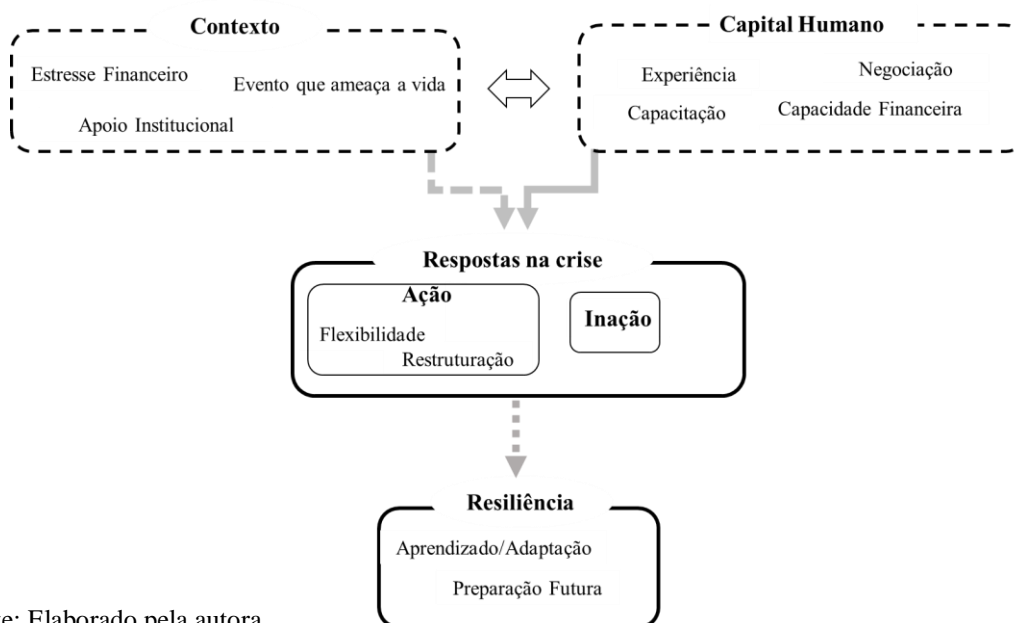 Contexto
Estresse Financeiro
Evento que ameaça a vida
Apoio Institucional
Capital Humano
Experiência
Negociação
Capacitação
Capacidade Financeira
Respostas na crise
Ação
Flexibilidade
Restruturação
Inação
Resiliência
Aprendizado/Adaptação
Preparação Futura
: Elaborado pela autora